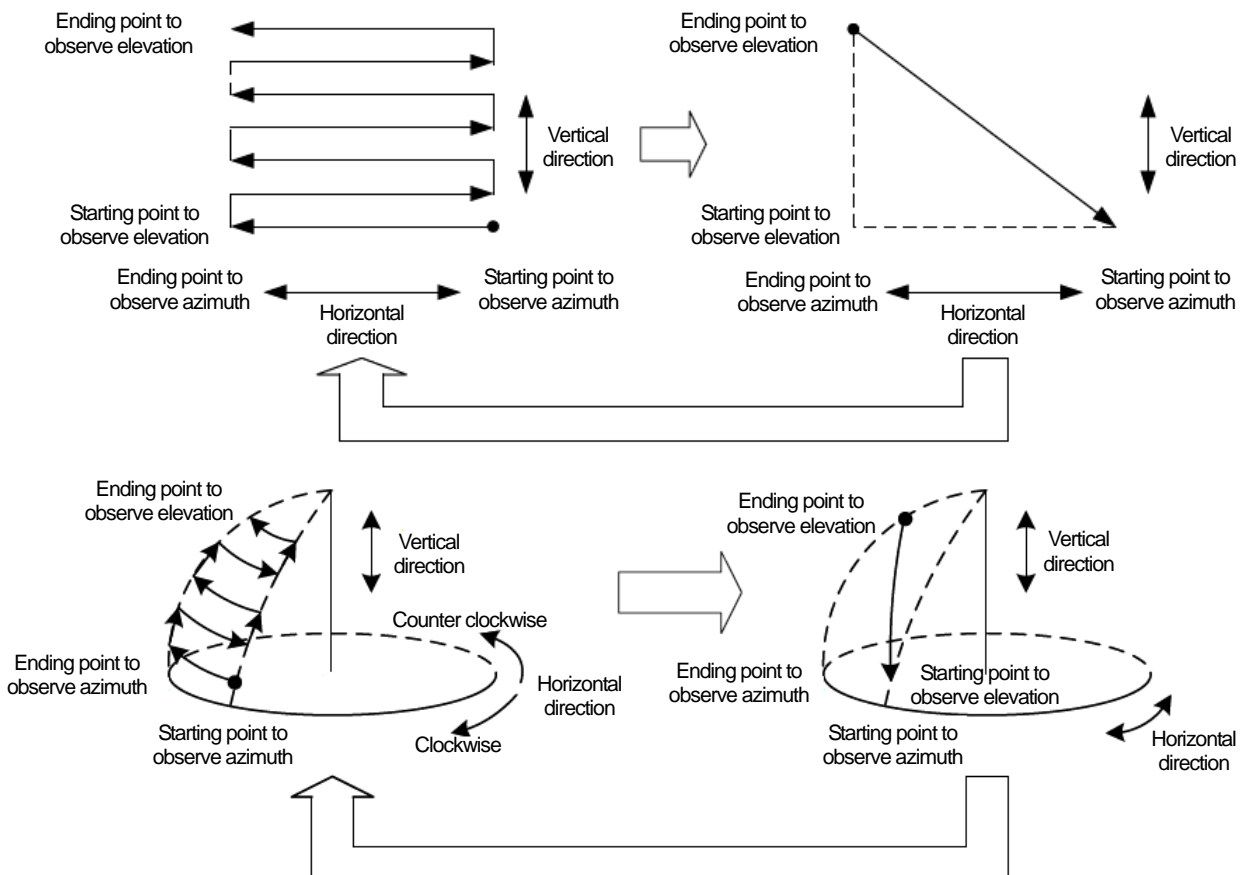 Ending point to
observe elevation
Vertical
direction
Starting point to
observe elevation
Ending point to
observe azimuth
Starting point to
observe azimuth
Horizontal
direction
Ending point to
observe elevation
Vertical
direction
Starting point to
observe elevation
Ending point to
observe azimuth
Starting point to
observe azimuth
Horizontal
direction
Ending point to
observe elevation
Vertical
direction
Counter clockwise
Ending point to
observe azimuth
Horizontal
direction
Starting point to
observe azimuth
Clockwise
Ending point to
observe elevation
Vertical
direction
Ending point to
observe azimuth
Starting point to
observe elevation
Starting point to
observe azimuth
Horizontal
direction